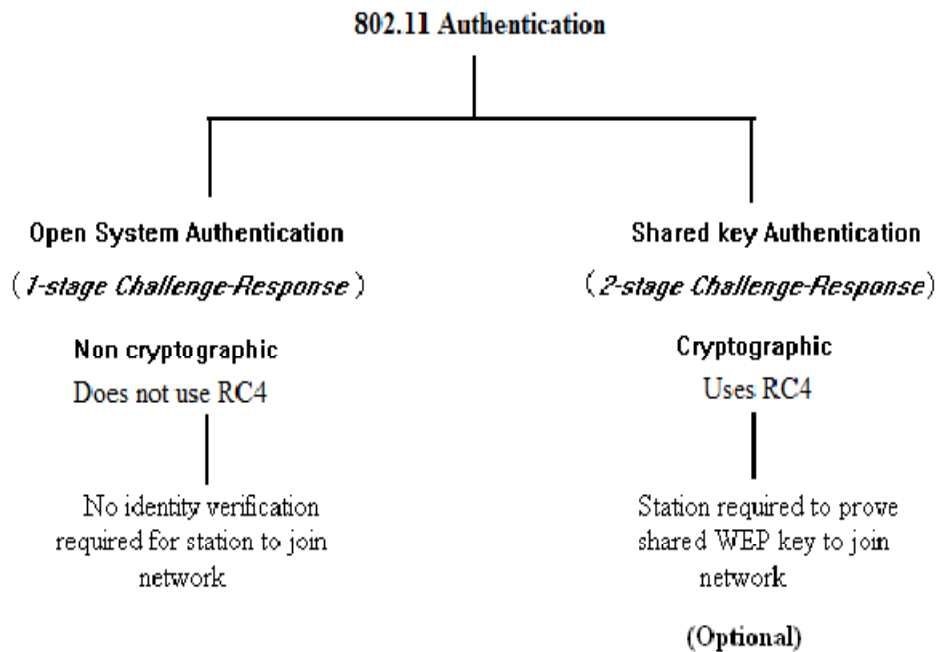 802.11 Authentication
Open System Authentication
(1-stage Challenge-Response)
Non cryptographic
Does not use RC4
No identity verification
required for station to join
network
Shared key Authentication
(2-stage Challenge-Response)
Cryptographic
Uses RC4
Station required to prove
shared WEP key to join
network
(Optional)